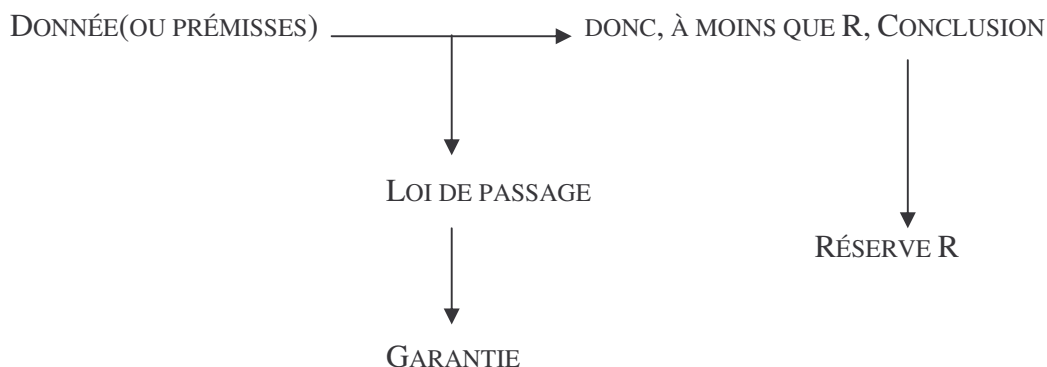 DONNÉE(OU PRÉMISSES) DONC, À MOINS QUE R, CONCLUSION
LOI DE PASSAGE
RÉSERVE R
GARANTIE